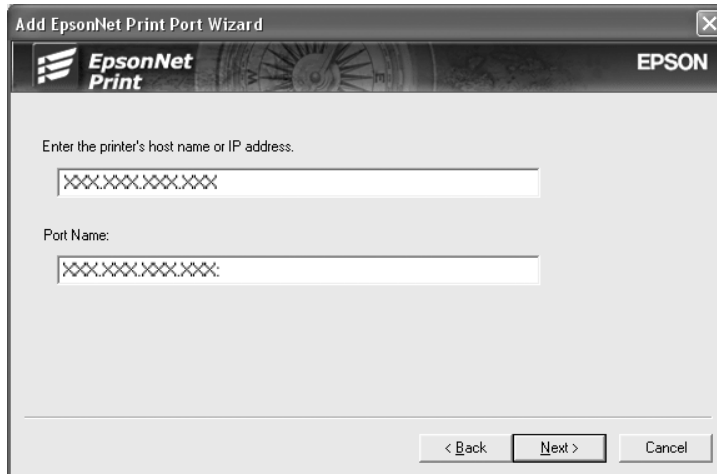 Add EpsonNet Print Port Wizard
EpsonNet
Print
EPSON
Enter the printer's host name or IP address.
XXX.XXX.XXX.XXX
Port Name:
XXX.XXX.XXX.XXX:
< Back
Next >
Cancel